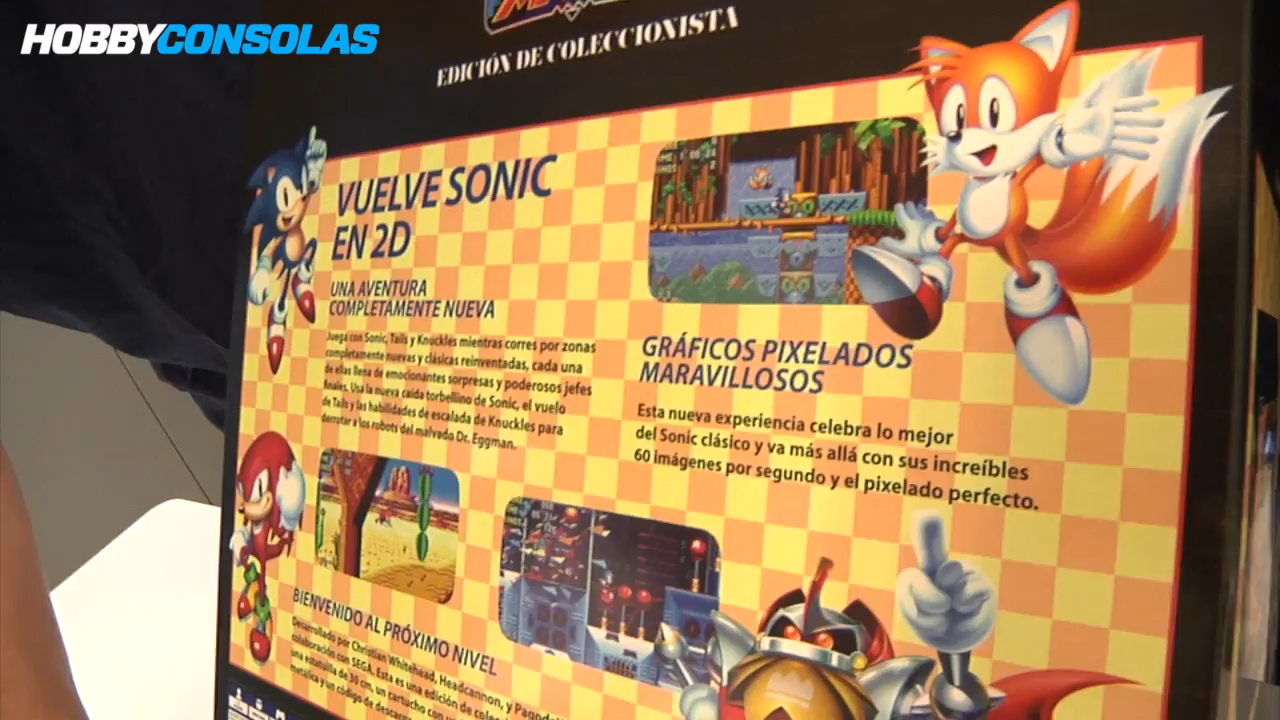 HOBBYCONSOLAS
EDICIÓN DE COLECCIONISTA
VUELVE SONIC
EN 2D
UNA AVENTURA
COMPLETAMENTE NUEVA
Juega con Sonic, Tails y Knuckles mientras corres por zonas
completamente nuevas y clásicas reinventadas, cada una
de ellas llena de emocionantes sorpresas y poderosos jefes
finales. Usa la nueva caída torbellino de Sonic, el vuelo
de Tails y las habilidades de escalada de Knuckles para
derrotar a los robots del malvado Dr. Eggman.
GRÁFICOS PIXELADOS
MARAVILLOSOS
Esta nueva experiencia celebra lo mejor
del Sonic clásico y va más allá con sus increíbles
60 imágenes por segundo y el pixelado perfecto.
BIENVENIDO AL PRÓXIMO NIVEL
Desarrollado por Christian Whitehead, Headcannon, y
colaboración con SEGA. Esta es una edición de
una estatuilla de 30 cm, un cartucho con
metálica y un código de